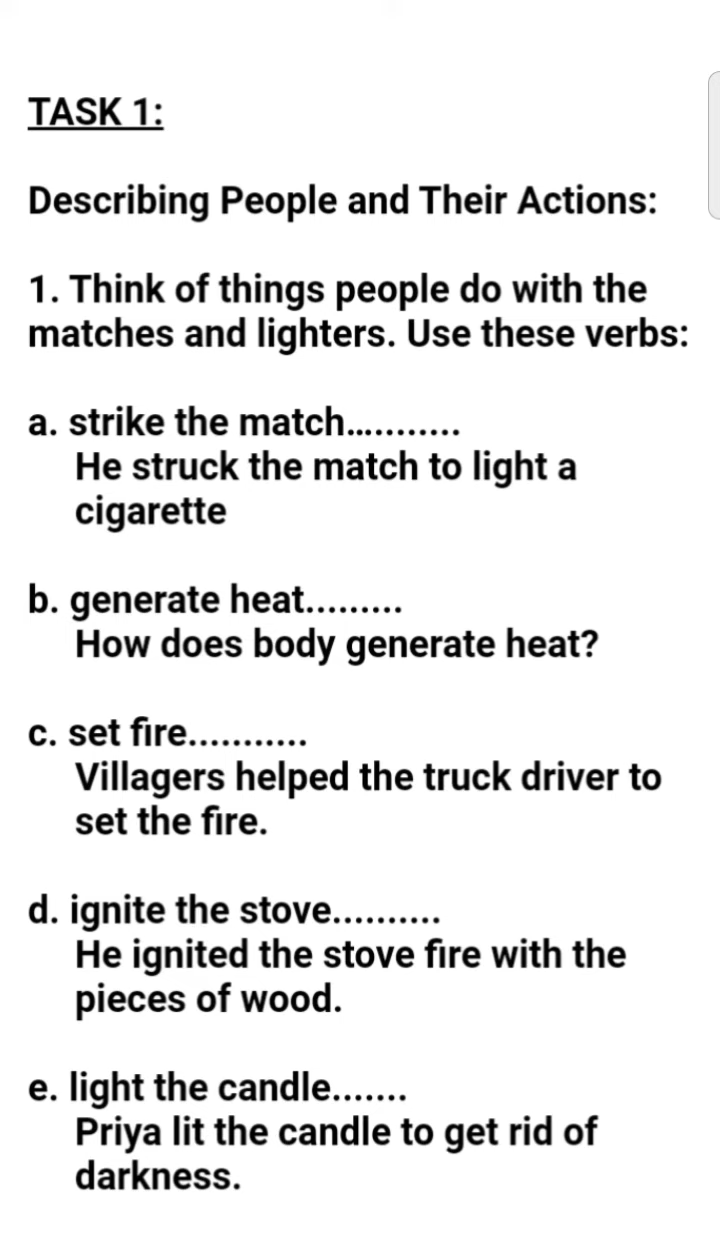 TASK 1:
Describing People and Their Actions:
1. Think of things people do with the
matches and lighters. Use these verbs:
a. strike the match...........
He struck the match to light a
cigarette
b. generate heat.........
How does body generate heat?
c. set fire...........
Villagers helped the truck driver to
set the fire.
d. ignite the stove..........
He ignited the stove fire with the
pieces of wood.
e. light the candle.......
Priya lit the candle to get rid of
darkness.